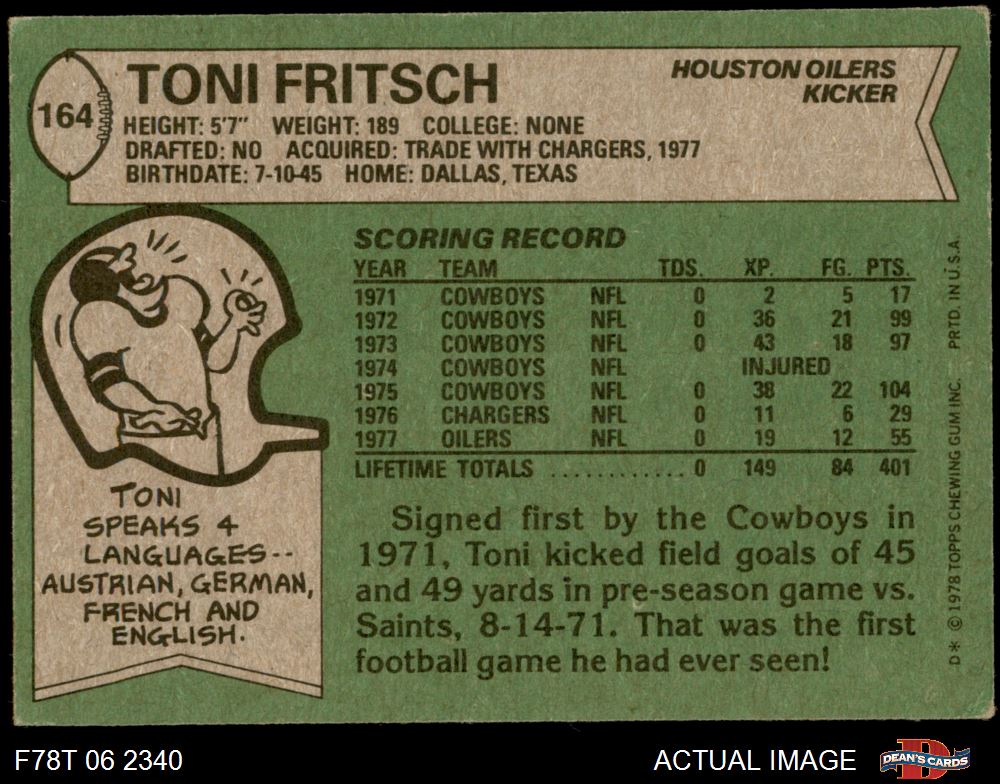 164
TONI FRITSCH
HOUSTON OILERS
KICKER
HEIGHT: 5'7" WEIGHT: 189 COLLEGE: NONE
DRAFTED: NO ACQUIRED: TRADE WITH CHARGERS, 1977
BIRTHDATE: 7-10-45 HOME: DALLAS, TEXAS
SCORING RECORD
YEAR TEAM TDS. XP. FG. PTS.
1971 COWBOYS NFL 0 2 5 17
1972 COWBOYS NFL 0 36 21 99
1973 COWBOYS NFL 0 43 18 97
1974 COWBOYS NFL INJURED
1975 COWBOYS NFL 0 38 22 104
1976 CHARGERS NFL 0 11 6 29
1977 OILERS NFL 0 19 12 55
LIFETIME TOTALS ............ 0 149 84 401
TONI
SPEAKS 4
LANGUAGES--
AUSTRIAN, GERMAN,
FRENCH AND
ENGLISH.
Signed first by the Cowboys in
1971, Toni kicked field goals of 45
and 49 yards in pre-season game vs.
Saints, 8-14-71. That was the first
football game he had ever seen!
D* © 1978 TOPPS CHEWING GUM INC. PRTD. IN U.S.A.
F78T 06 2340
ACTUAL IMAGE
D
DEAN'S CARDS